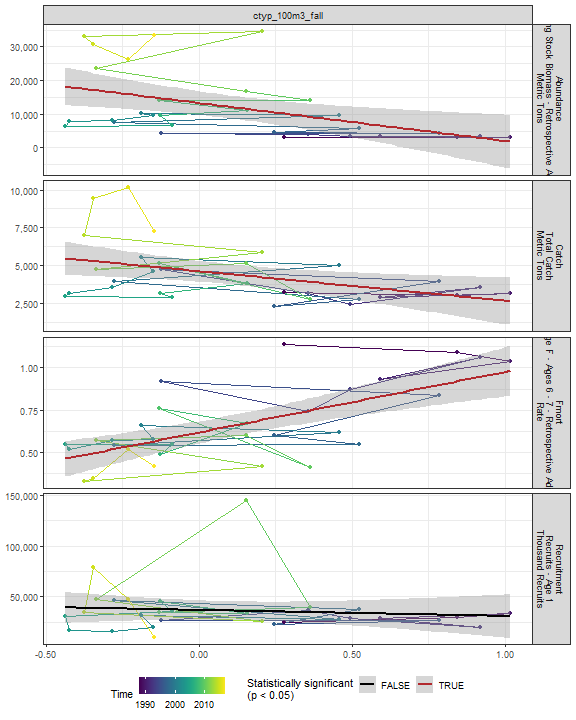 ctyp_100m3_fall
30,000
20,000
10,000
0
Abundance
ng Stock Biomass - Retrospective A
Metric Tons
10,000
7,500
5,000
2,500
Catch
Total Catch
Metric Tons
1.00
0.75
0.50
Fmort
ge F - Ages 6 - 7 - Retrospective Ad
Rate
150,000
100,000
50,000
Recruitment
Recruits - Age 1
Thousand Recruits
-0.50
0.00
0.50
1.00
Time
1990 2000 2010
Statistically significant
(p < 0.05)
FALSE
TRUE